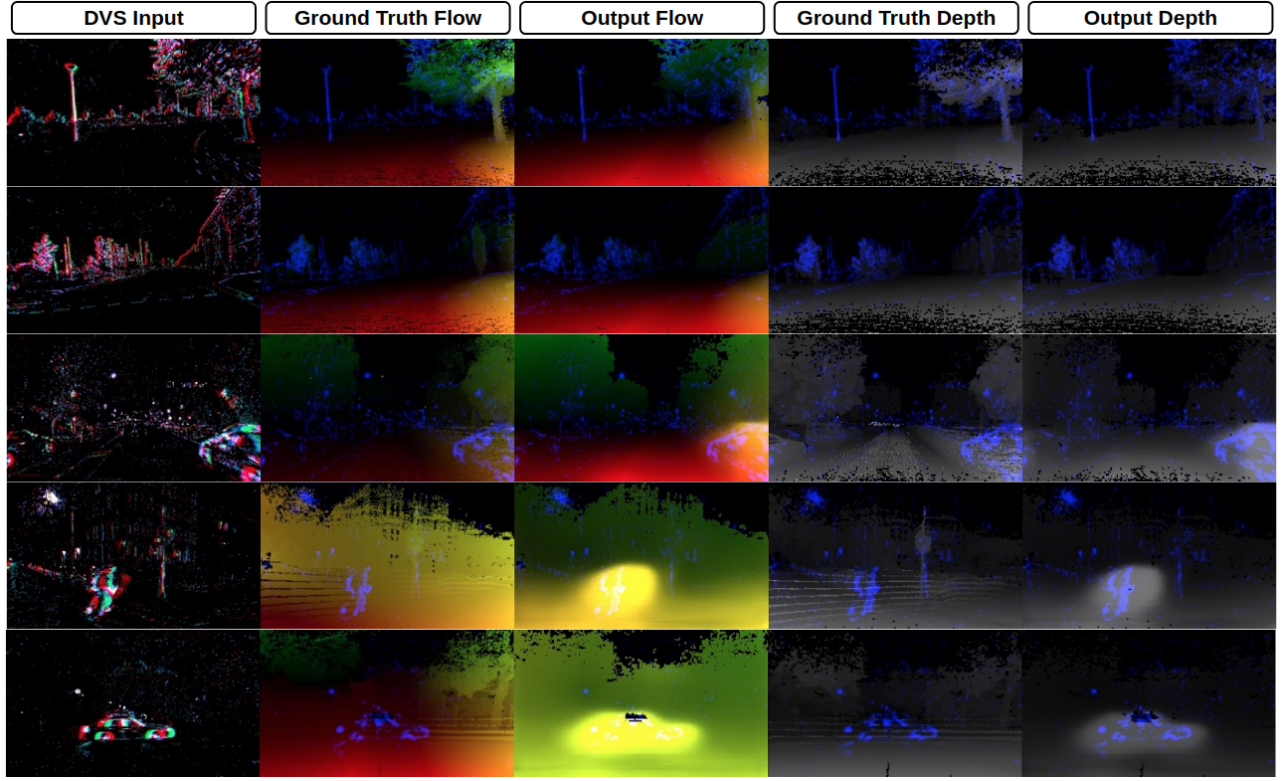 DVS Input
Ground Truth Flow
Output Flow
Ground Truth Depth
Output Depth